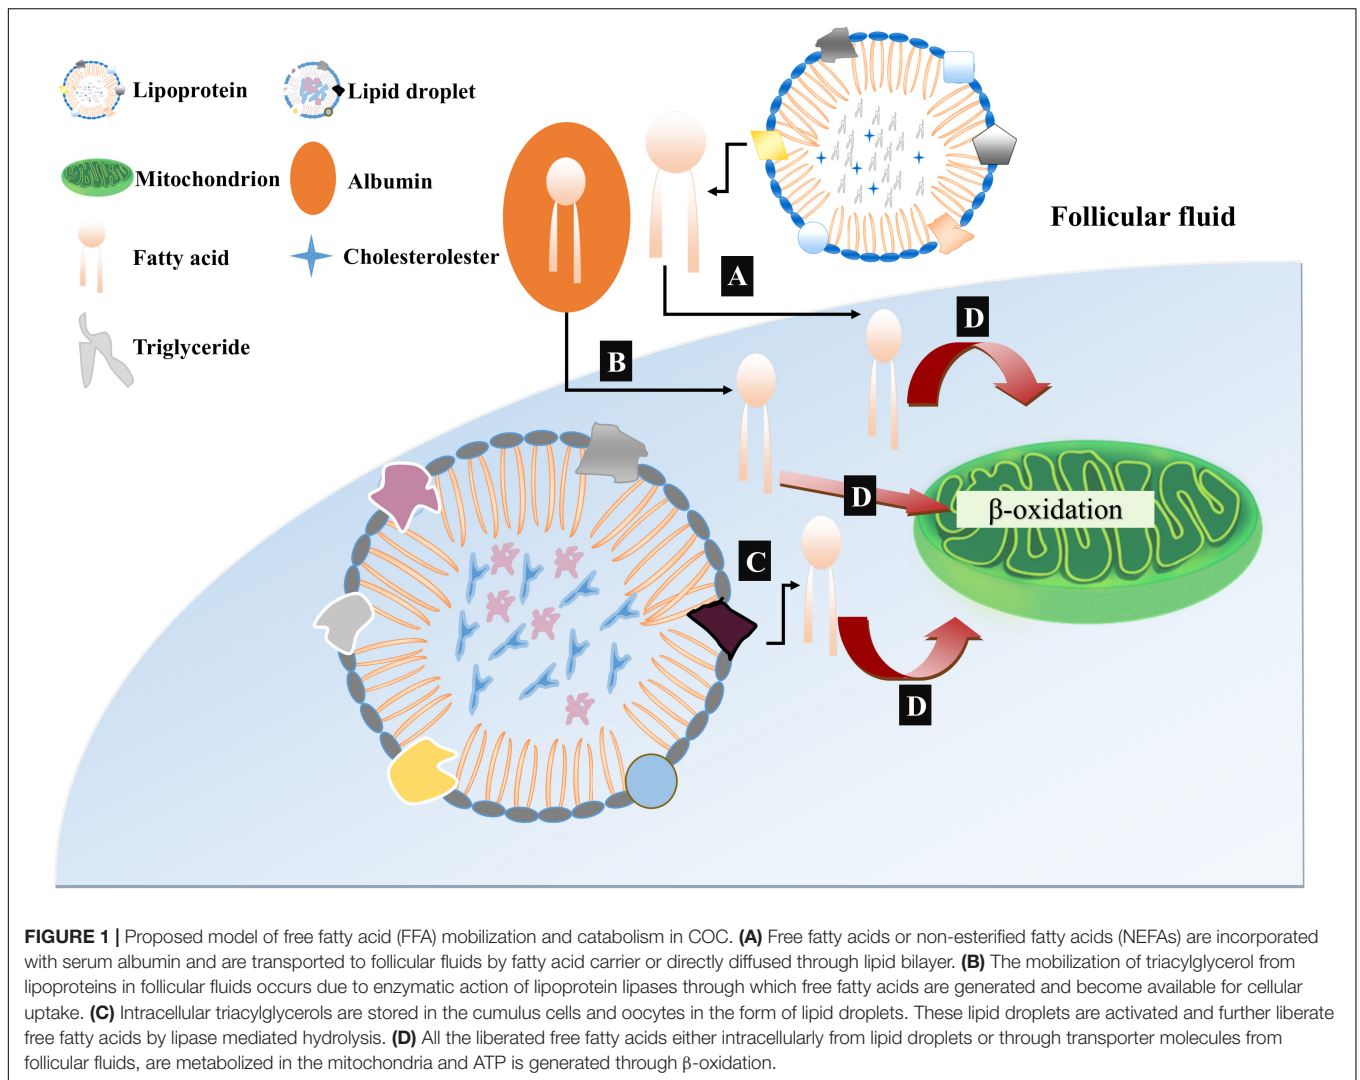 Lipoprotein
Lipid droplet
Mitochondrion
Albumin
Fatty acid
Cholesterolester
Triglyceride
Follicular fluid
A
D
B
D
β-oxidation
C
D
FIGURE 1 | Proposed model of free fatty acid (FFA) mobilization and catabolism in COC. (A) Free fatty acids or non-esterified fatty acids (NEFAs) are incorporated
with serum albumin and are transported to follicular fluids by fatty acid carrier or directly diffused through lipid bilayer. (B) The mobilization of triacylglycerol from
lipoproteins in follicular fluids occurs due to enzymatic action of lipoprotein lipases through which free fatty acids are generated and become available for cellular
uptake. (C) Intracellular triacylglycerols are stored in the cumulus cells and oocytes in the form of lipid droplets. These lipid droplets are activated and further liberate
free fatty acids by lipase mediated hydrolysis. (D) All the liberated free fatty acids either intracellularly from lipid droplets or through transporter molecules from
follicular fluids, are metabolized in the mitochondria and ATP is generated through β-oxidation.